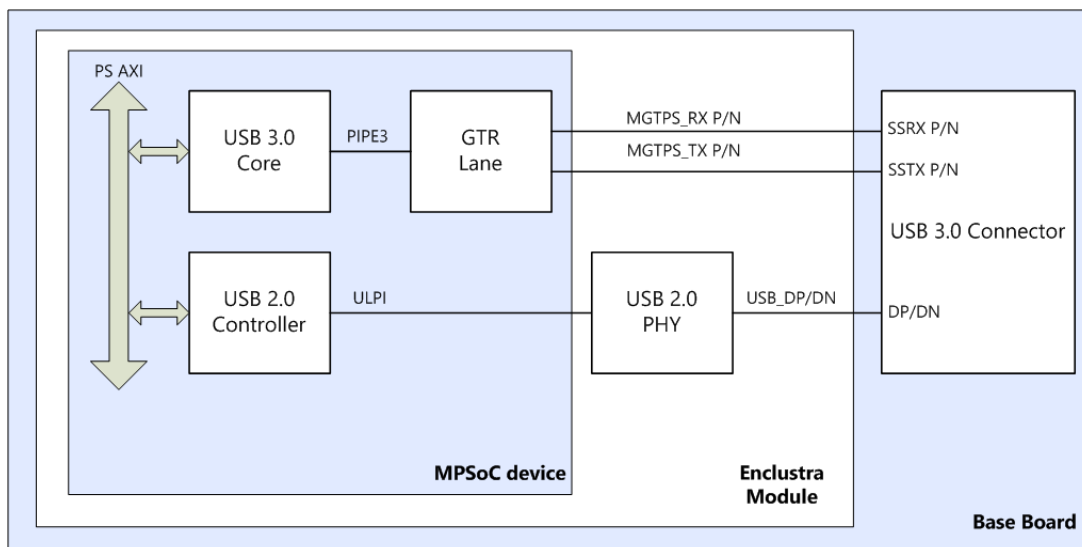 PS AXI
USB 3.0
Core
PIPE3
GTR
Lane
MGTPS_RX P/N
MGTPS_TX P/N
SSRX P/N
SSTX P/N
USB 3.0 Connector
USB 2.0
Controller
ULPI
USB 2.0
PHY
USB_DP/DN
DP/DN
MPSoC device
Enclustra
Module
Base Board